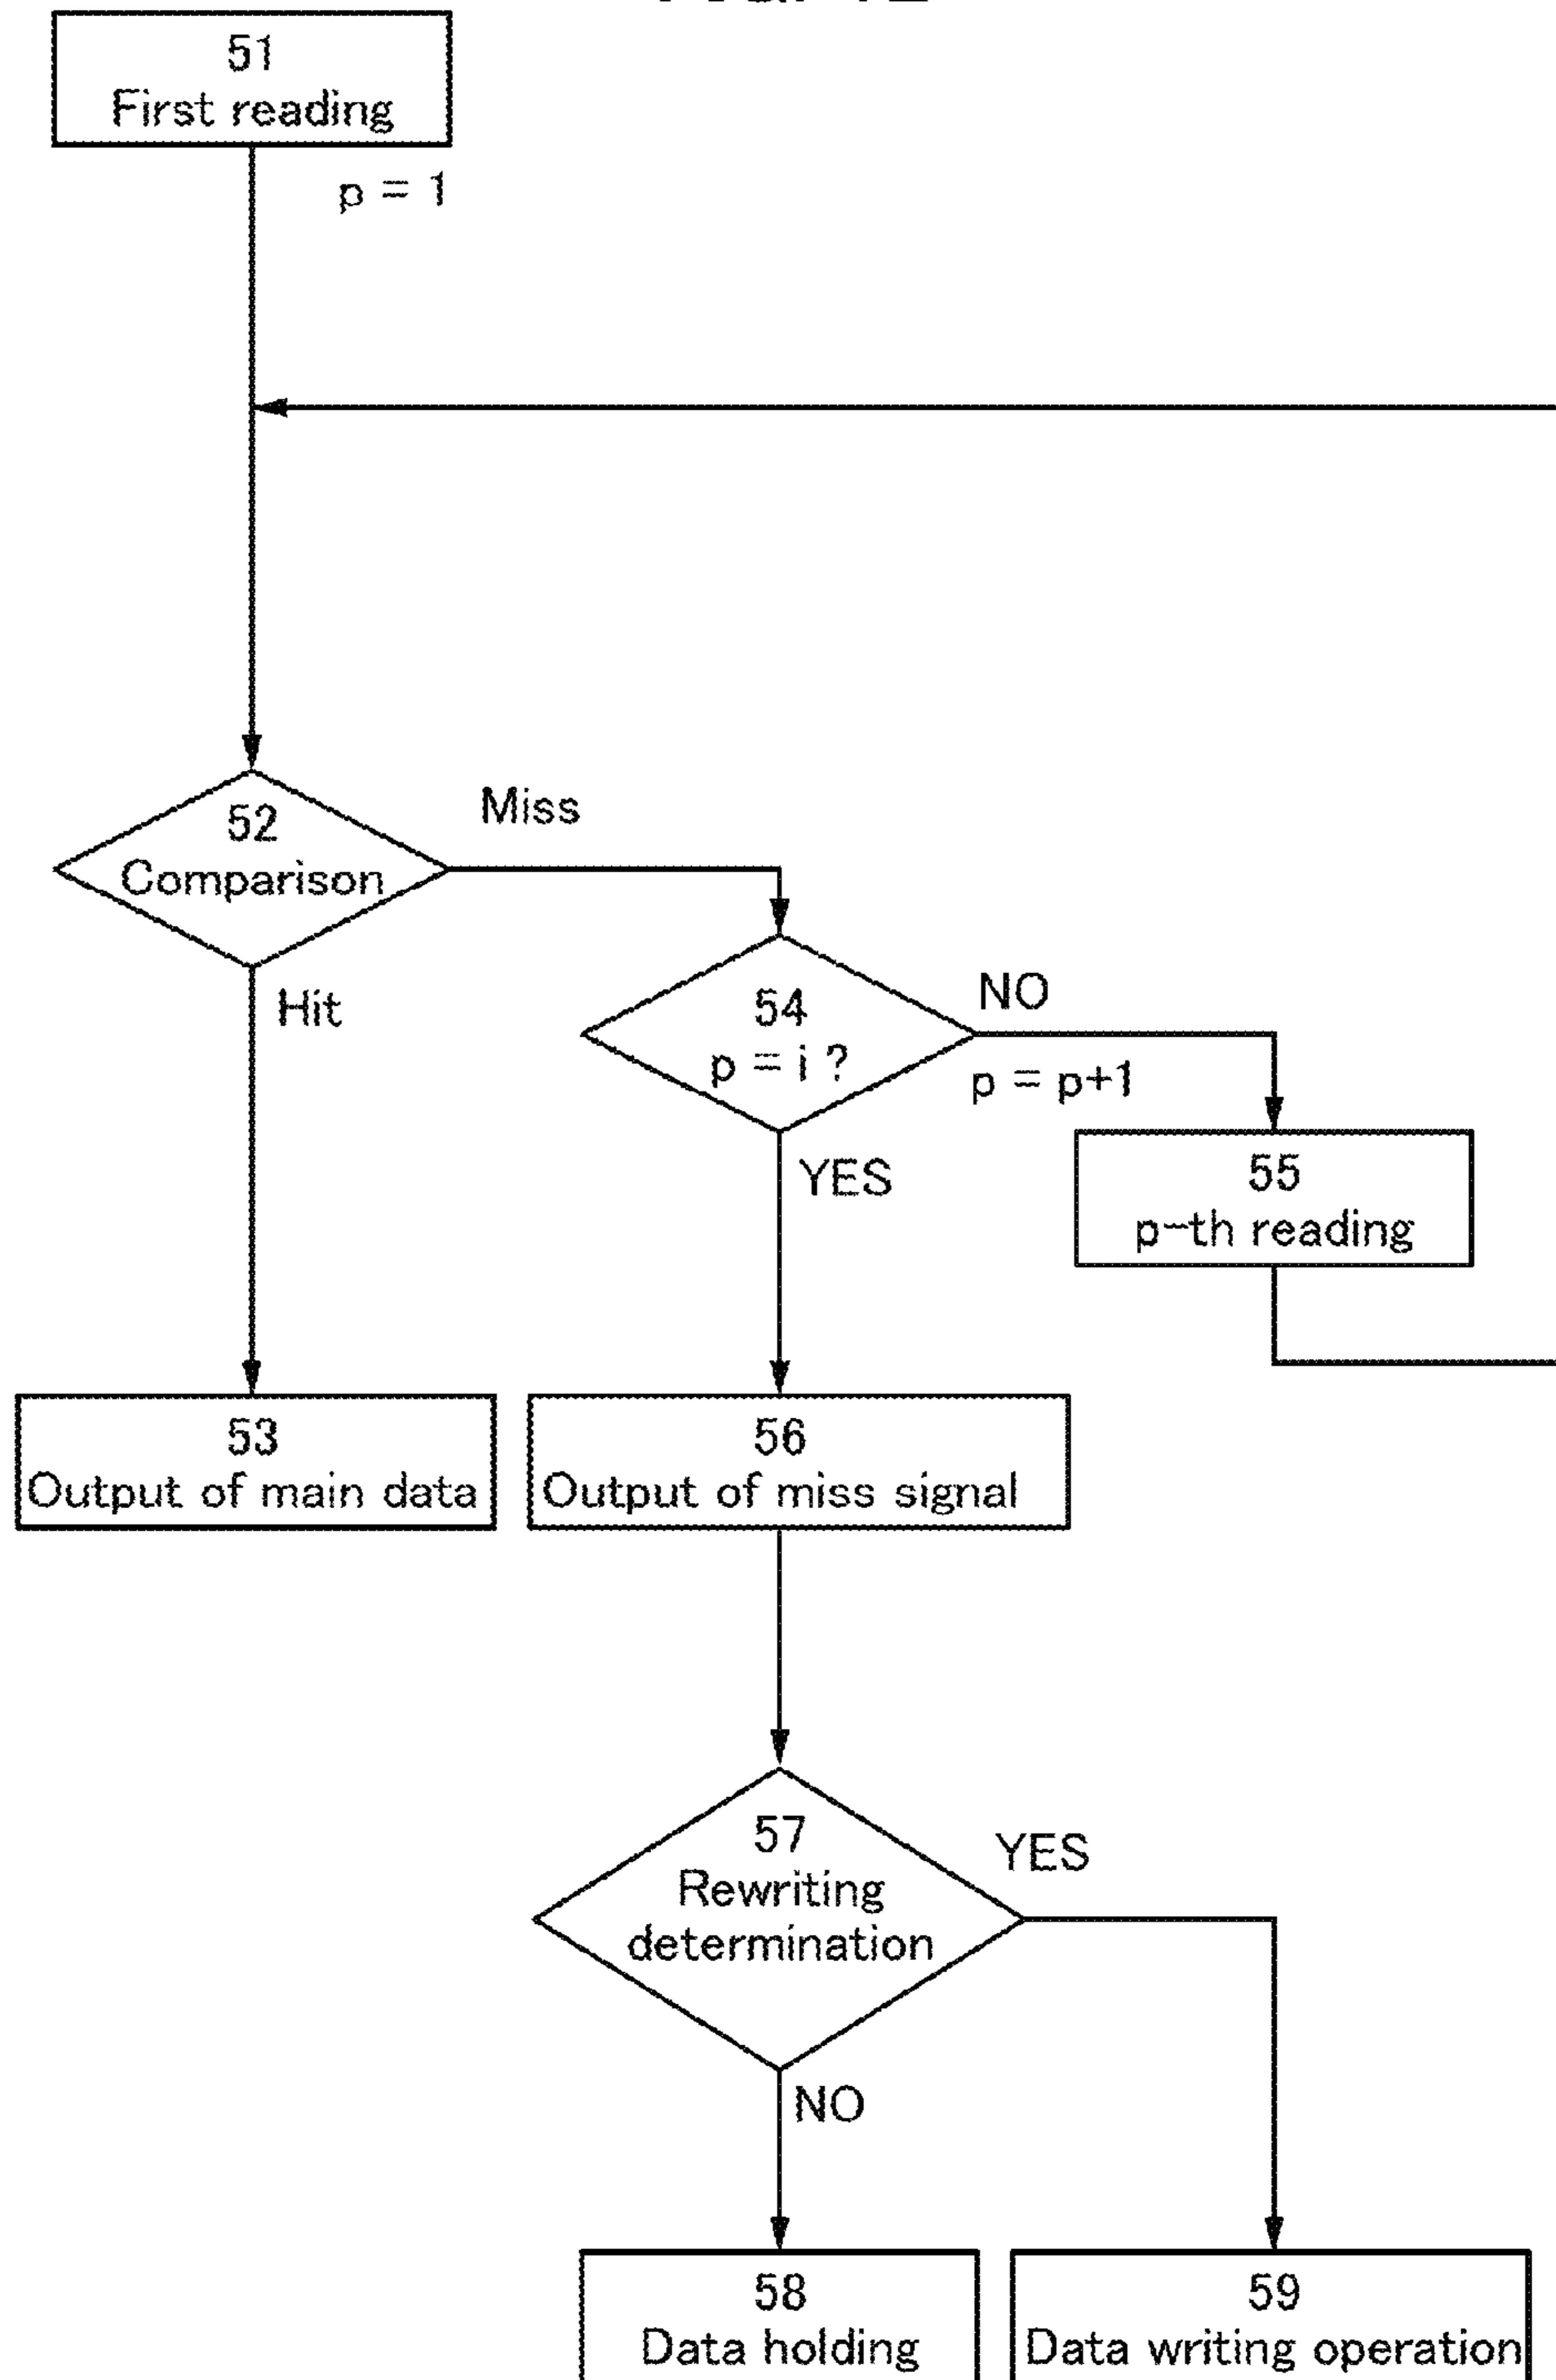 51
First reading
p = 1
52
Comparison
Miss
Hit
54
p = i ?
NO
p = p+1
YES
55
p-th reading
53
Output of main data
56
Output of miss signal
57
Rewriting
determination
YES
NO
58
Data holding
59
Data writing operation